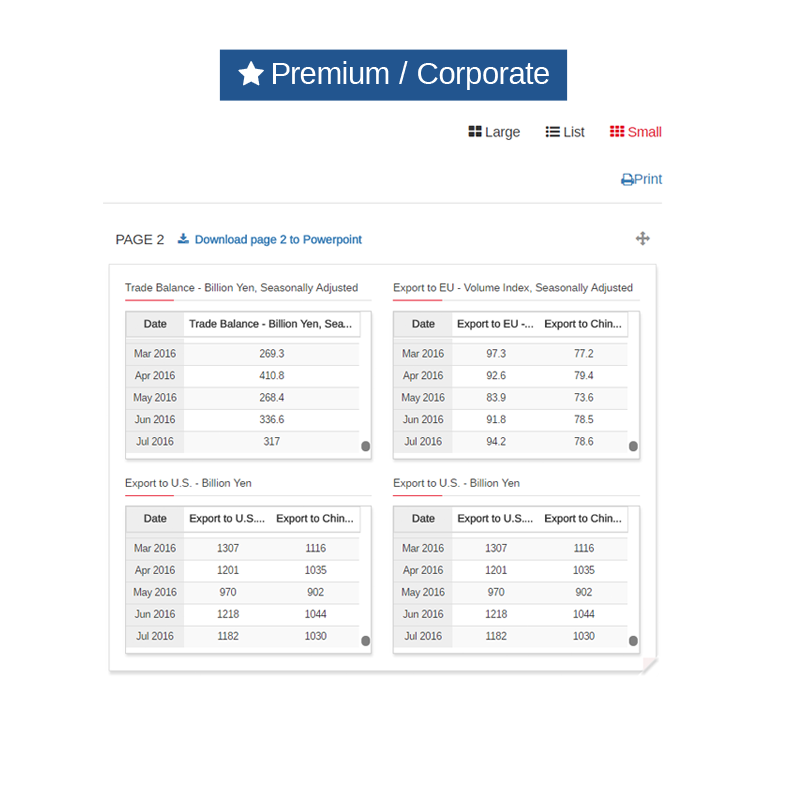 Premium / Corporate
Large List Small
Print
PAGE 2 Download page 2 to Powerpoint
Trade Balance - Billion Yen, Seasonally Adjusted
Date Trade Balance - Billion Yen, Sea...
Mar 2016 269.3
Apr 2016 410.8
May 2016 268.4
Jun 2016 336.6
Jul 2016 317
Export to EU - Volume Index, Seasonally Adjusted
Date Export to EU -... Export to Chin...
Mar 2016 97.3 77.2
Apr 2016 92.6 79.4
May 2016 83.9 73.6
Jun 2016 91.8 78.5
Jul 2016 94.2 78.6
Export to U.S. - Billion Yen
Date Export to U.S.... Export to Chin...
Mar 2016 1307 1116
Apr 2016 1201 1035
May 2016 970 902
Jun 2016 1218 1044
Jul 2016 1182 1030
Export to U.S. - Billion Yen
Date Export to U.S.... Export to Chin...
Mar 2016 1307 1116
Apr 2016 1201 1035
May 2016 970 902
Jun 2016 1218 1044
Jul 2016 1182 1030